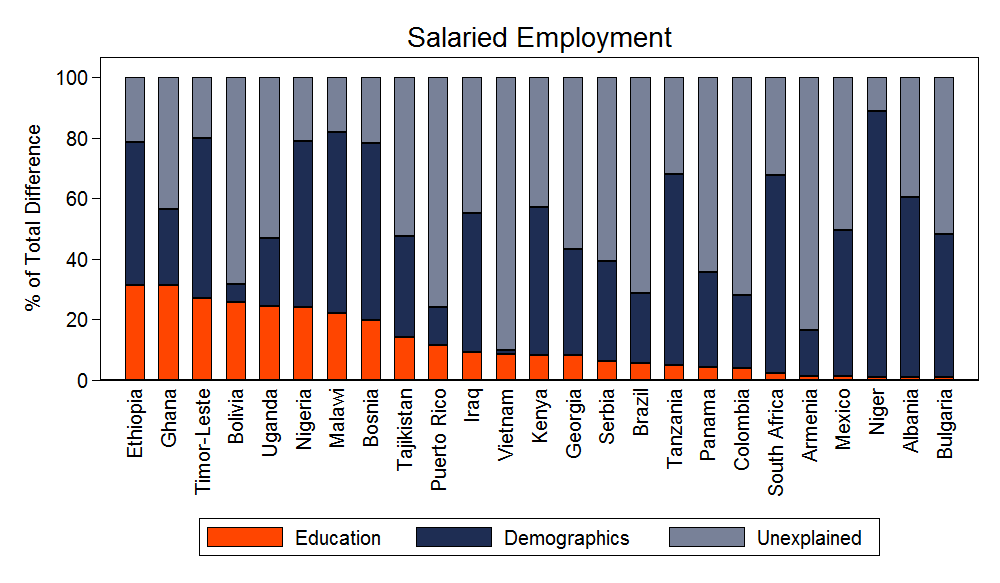 Salaried Employment
% of Total Difference
100
80
60
40
20
0
Ethiopia
Ghana
Timor-Leste
Bolivia
Uganda
Nigeria
Malawi
Bosnia
Tajikistan
Puerto Rico
Iraq
Vietnam
Kenya
Georgia
Serbia
Brazil
Tanzania
Panama
Colombia
South Africa
Armenia
Mexico
Niger
Albania
Bulgaria
Education
Demographics
Unexplained